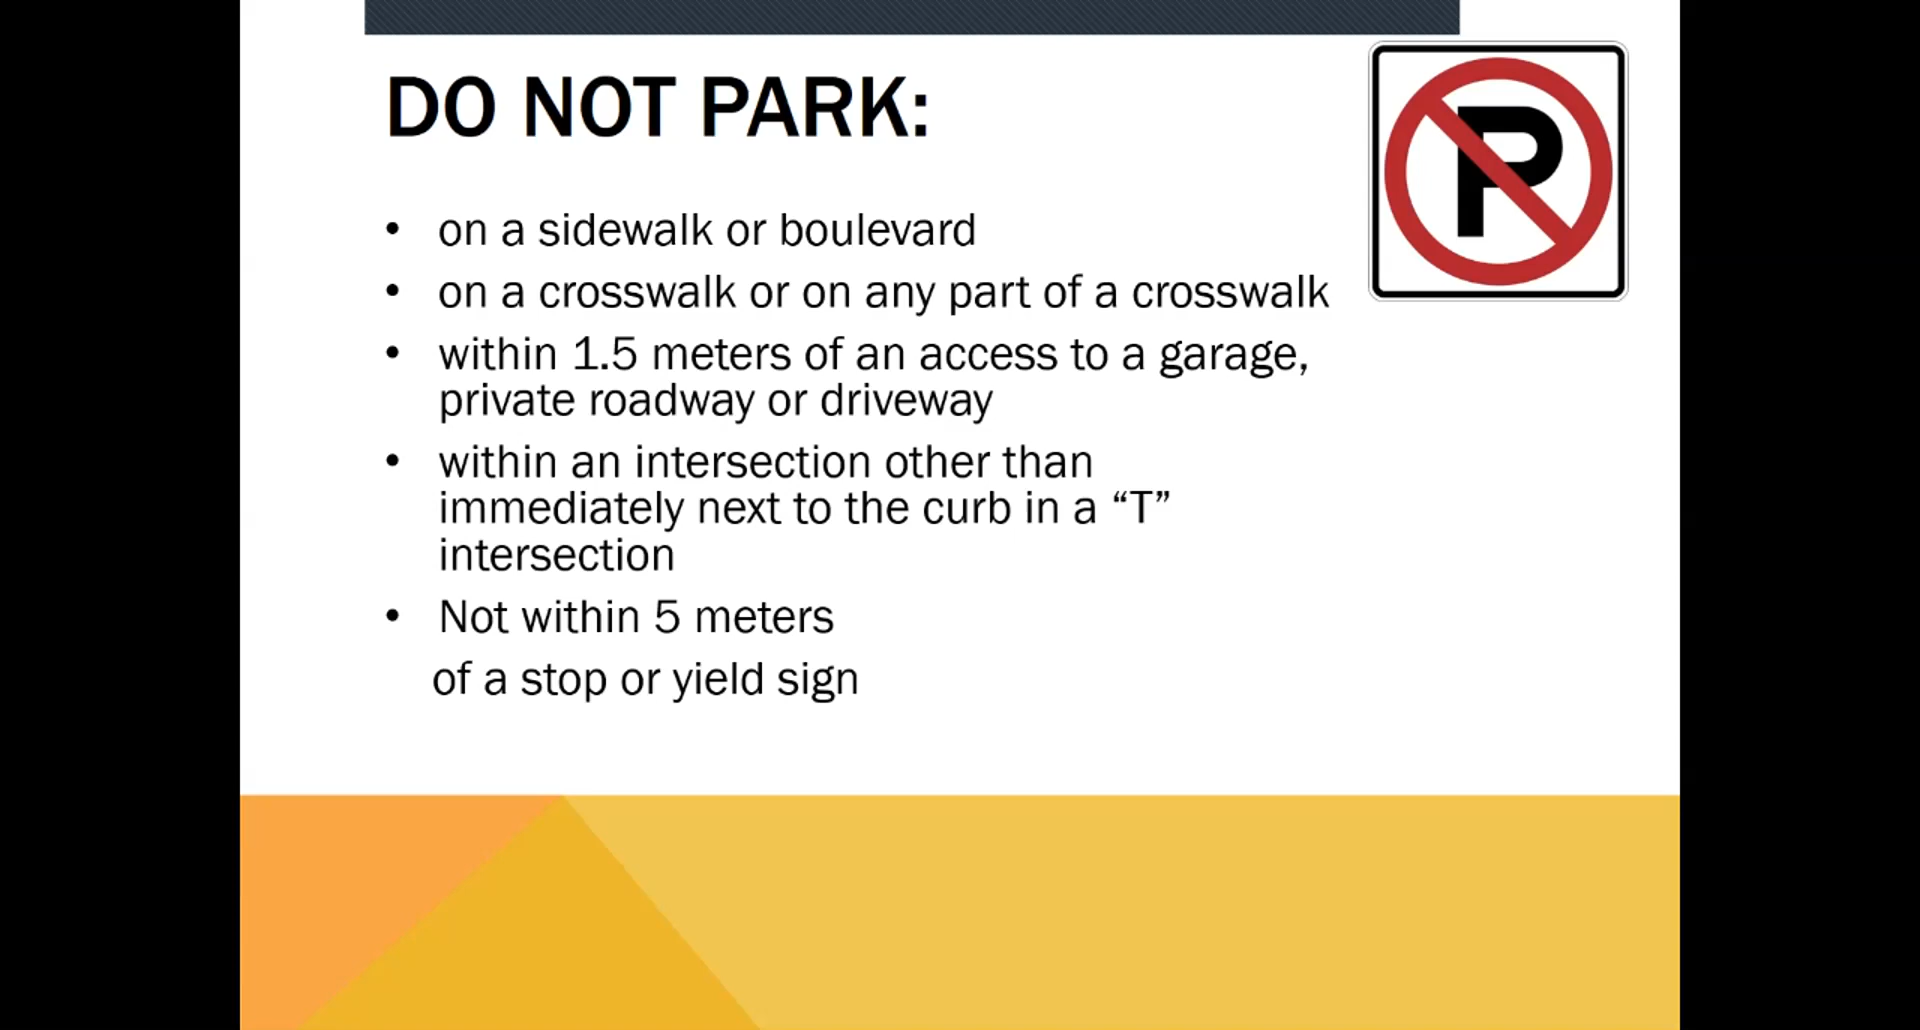 DO NOT PARK:
P
• on a sidewalk or boulevard
• on a crosswalk or on any part of a crosswalk
• within 1.5 meters of an access to a garage,
private roadway or driveway
• within an intersection other than
immediately next to the curb in a “T”
intersection
• Not within 5 meters
of a stop or yield sign